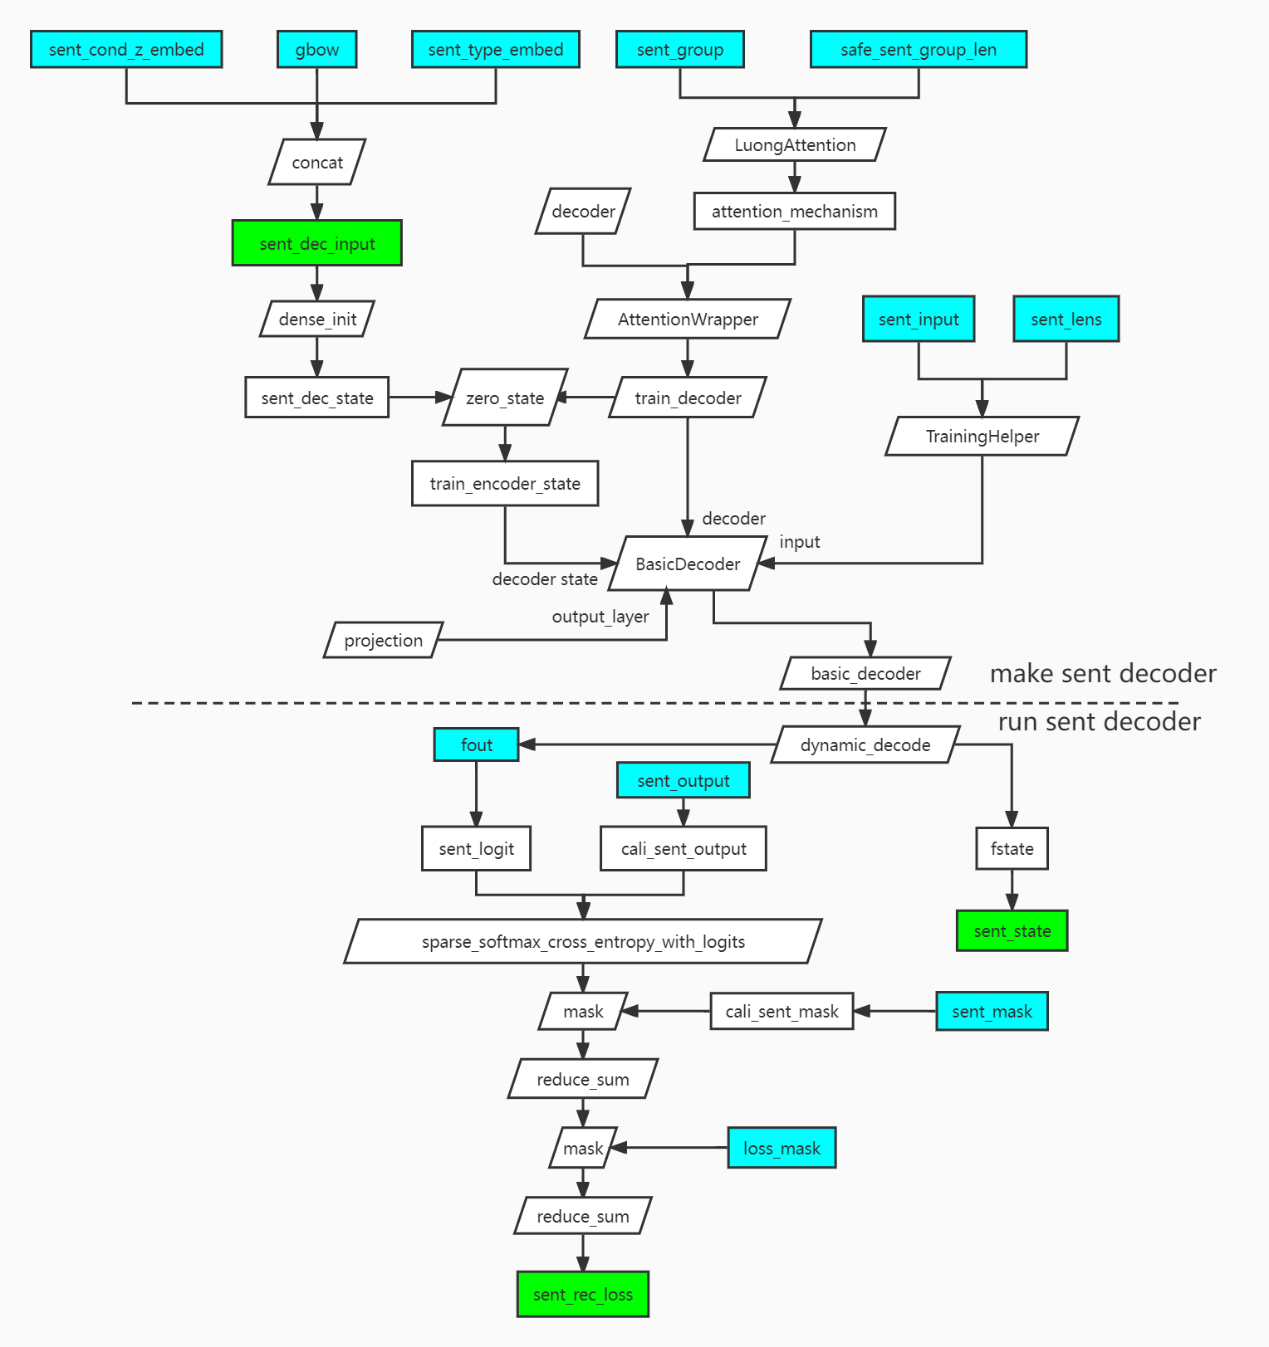 sent_cond_z_embed
gbow
sent_type_embed
sent_group
safe_sent_group_len
concat
LuongAttention
decoder
attention_mechanism
sent_dec_input
dense_init
AttentionWrapper
sent_input
sent_lens
sent_dec_state
zero_state
train_decoder
TrainingHelper
train_encoder_state
decoder
input
BasicDecoder
decoder state
output_layer
projection
basic_decoder
make sent decoder
run sent decoder
fout
dynamic_decode
sent_output
sent_logit
cali_sent_output
fstate
sent_state
sparse_softmax_cross_entropy_with_logits
mask
cali_sent_mask
sent_mask
reduce_sum
mask
loss_mask
reduce_sum
sent_rec_loss